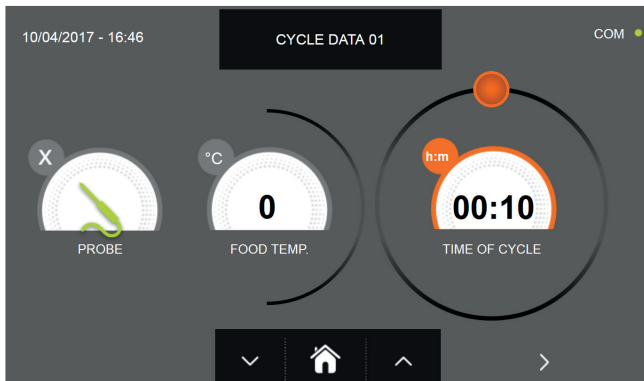 10/04/2017 - 16:46
CYCLE DATA 01
COM
X
°C
h:m
0
00:10
PROBE
FOOD TEMP.
TIME OF CYCLE